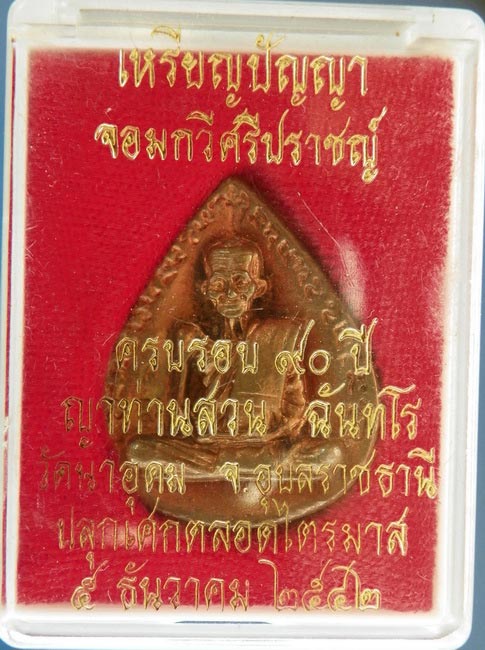 เหรียญปัญญา
จอมกวีศรีปราชญ์
ครบรอบ ๙๐ ปี
ญาท่านสวน ฉันทโร
วัดนาอุดม จ.อุบลราชธานี
ปลุกเสกตลอดไตรมาส
๕ ธันวาคม ๒๕๔๒